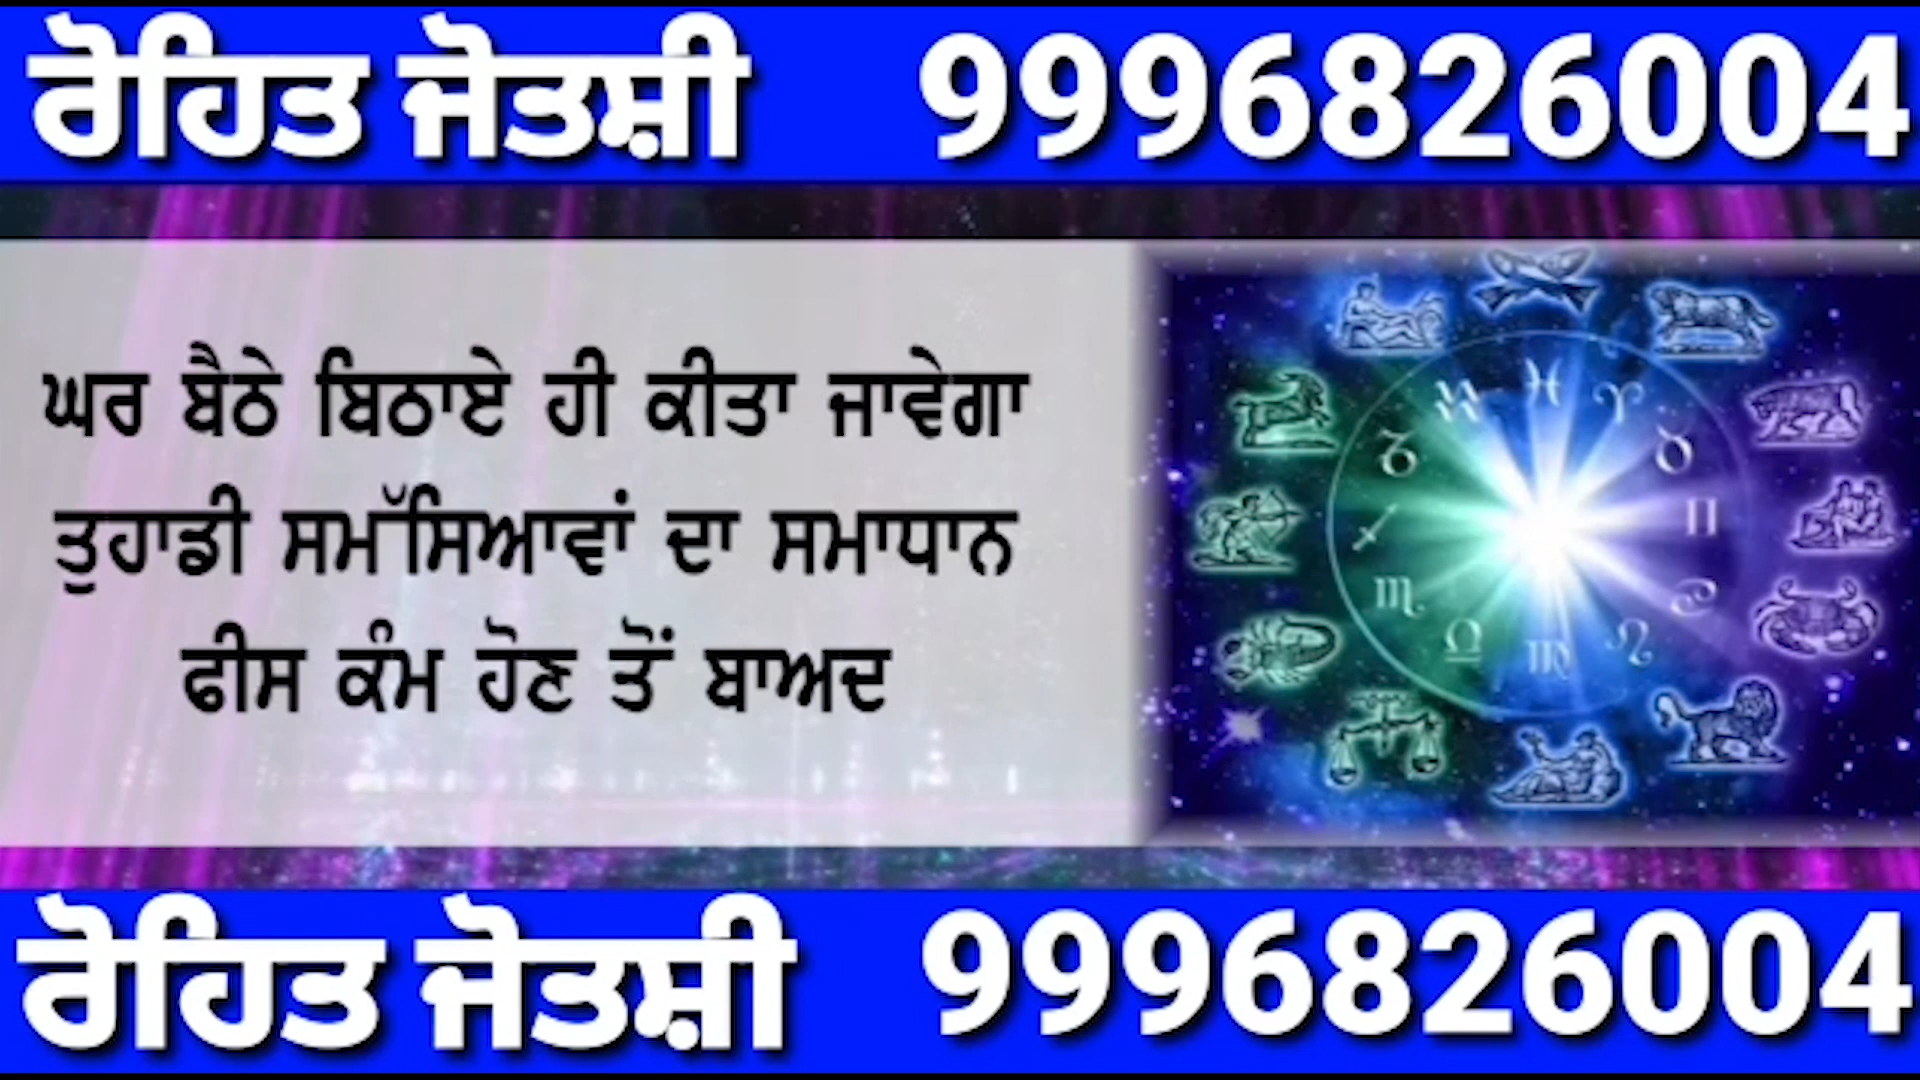 ਰੋਹਿਤ ਜੋਤਸ਼ੀ 9996826004
ਘਰ ਬੈਠੇ ਬਿਠਾਏ ਹੀ ਕੀਤਾ ਜਾਵੇਗਾ
ਤੁਹਾਡੀ ਸਮੱਸਿਆਵਾਂ ਦਾ ਸਮਾਧਾਨ
ਫੀਸ ਕੰਮ ਹੋਣ ਤੋਂ ਬਾਅਦ
ਰੋਹਿਤ ਜੋਤਸ਼ੀ 9996826004